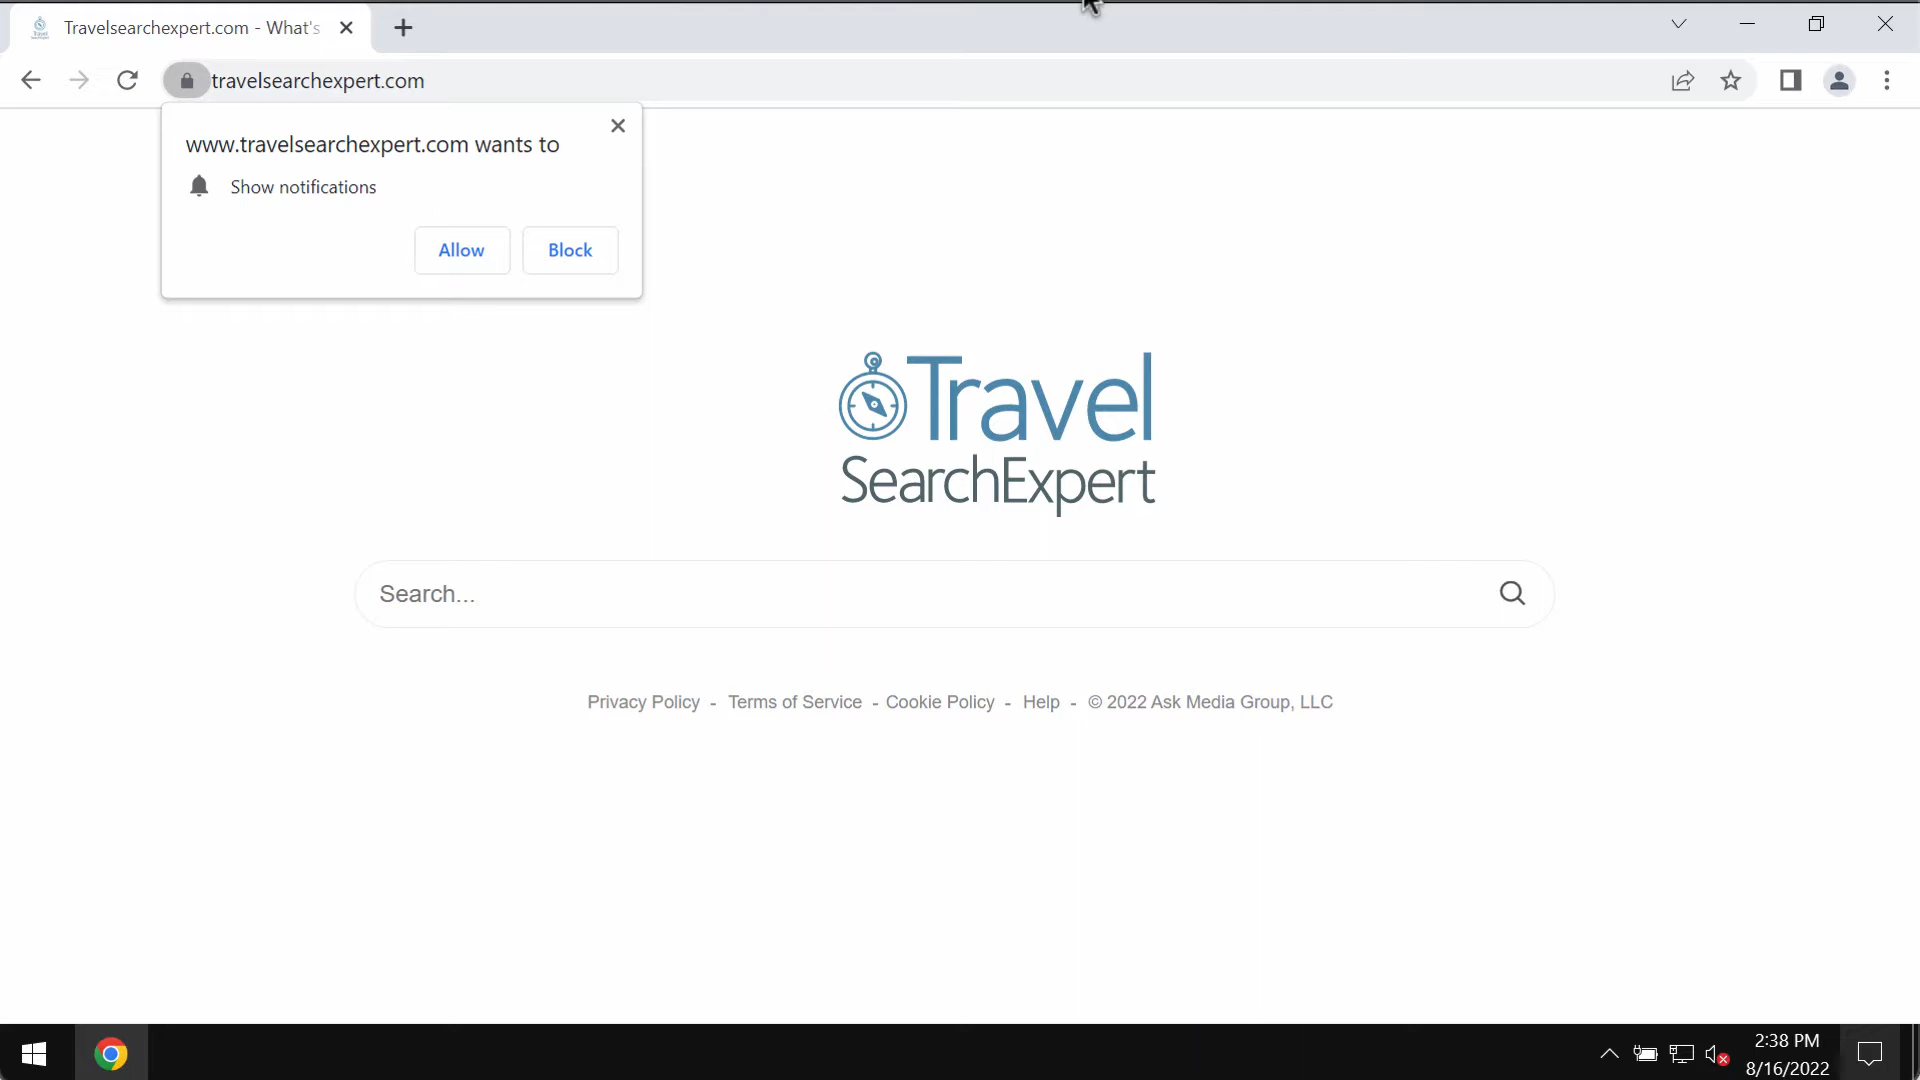 Travelsearchexpert.com - What's
travelsearchexpert.com
www.travelsearchexpert.com wants to
Show notifications
Allow
Block
Travel
SearchExpert
Search...
Privacy Policy - Terms of Service - Cookie Policy - Help - © 2022 Ask Media Group, LLC
2:38 PM
8/16/2022